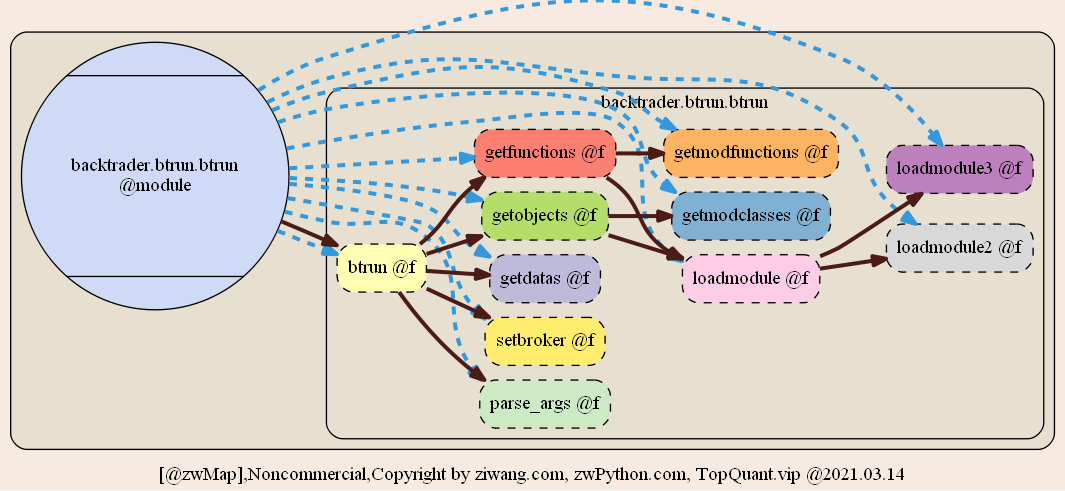 backtrader.btrun.btrun
backtrader.btrun.btrun
@module
getfunctions @f
getmodfunctions @f
loadmodule3 @f
getobjects @f
getmodclasses @f
loadmodule2 @f
btrun @f
getdatas @f
loadmodule @f
setbroker @f
parse_args @f
[@zwMap],Noncommercial,Copyright by ziwang.com, zwPython.com, TopQuant.vip @2021.03.14